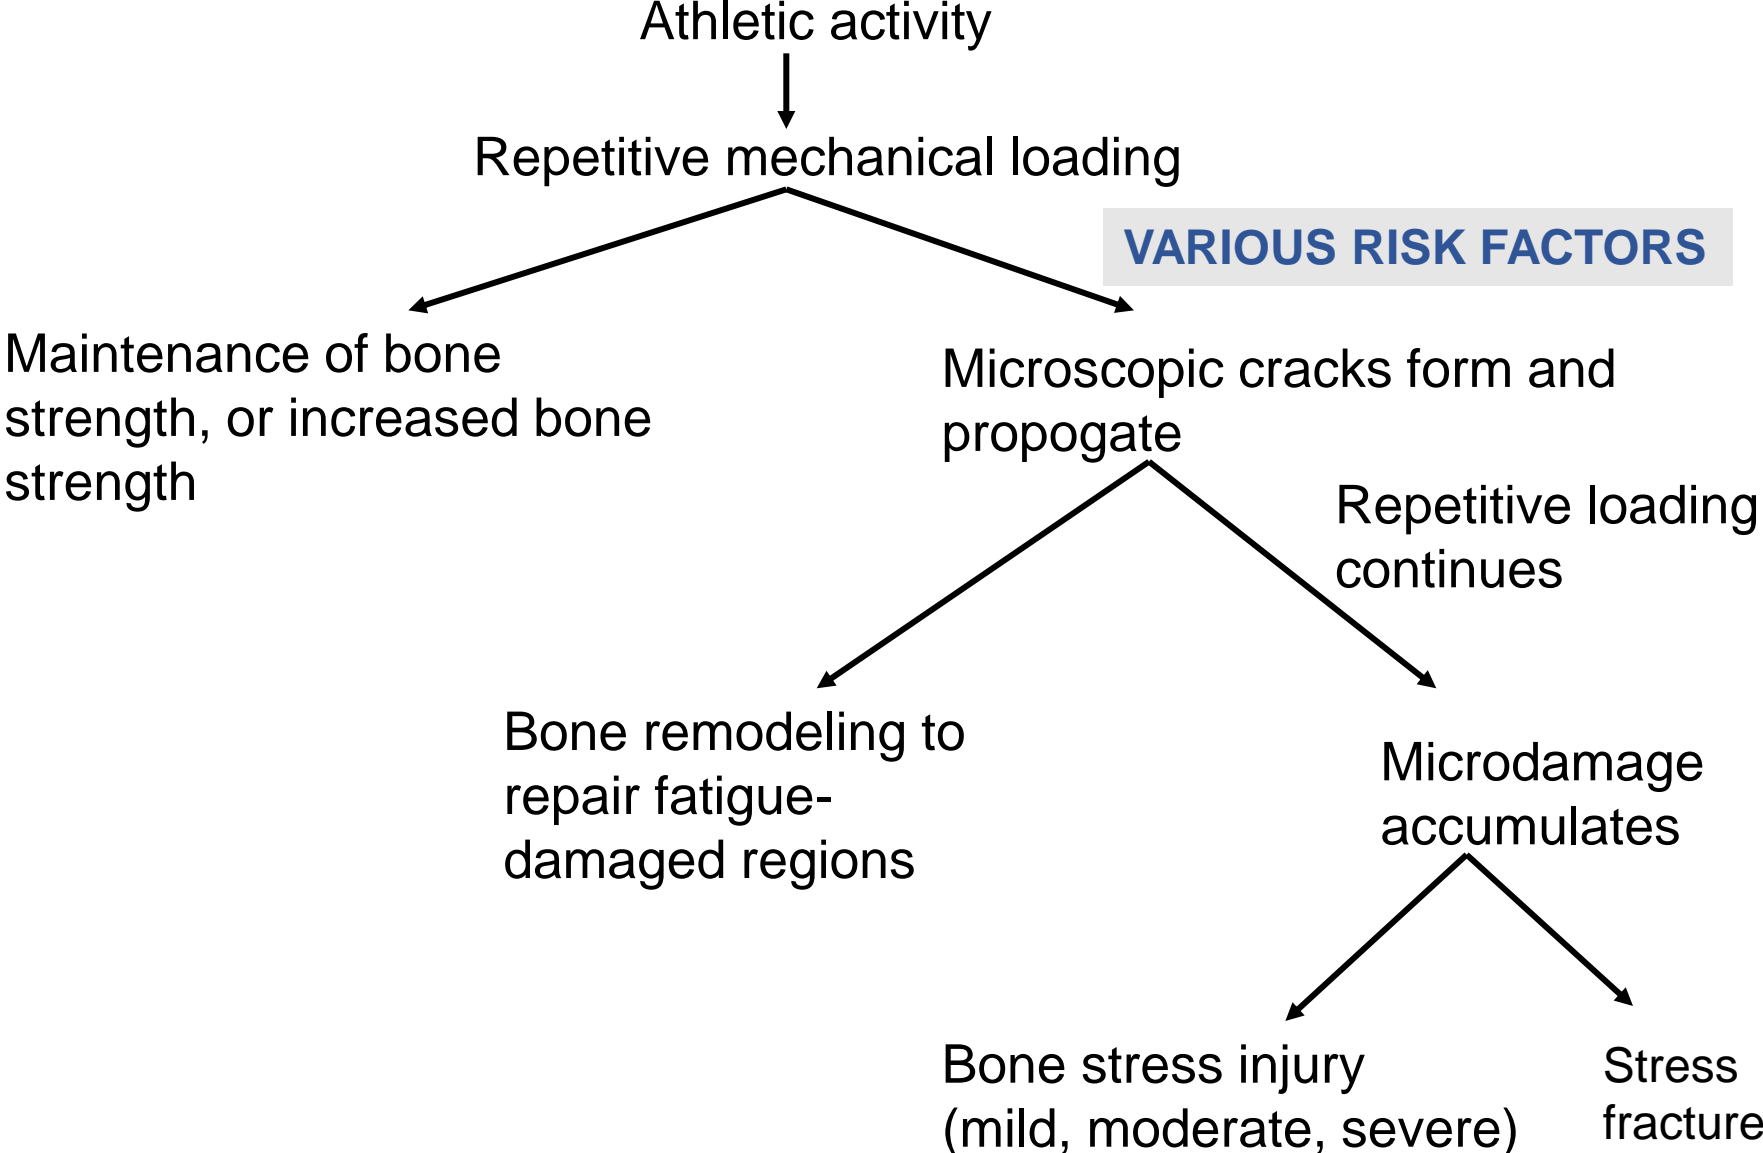 Athletic activity
Repetitive mechanical loading
VARIOUS RISK FACTORS
Maintenance of bone
strength, or increased bone
strength
Microscopic cracks form and
propogate
Repetitive loading
continues
Bone remodeling to
repair fatigue-
damaged regions
Microdamage
accumulates
Bone stress injury
(mild, moderate, severe)
Stress
fracture